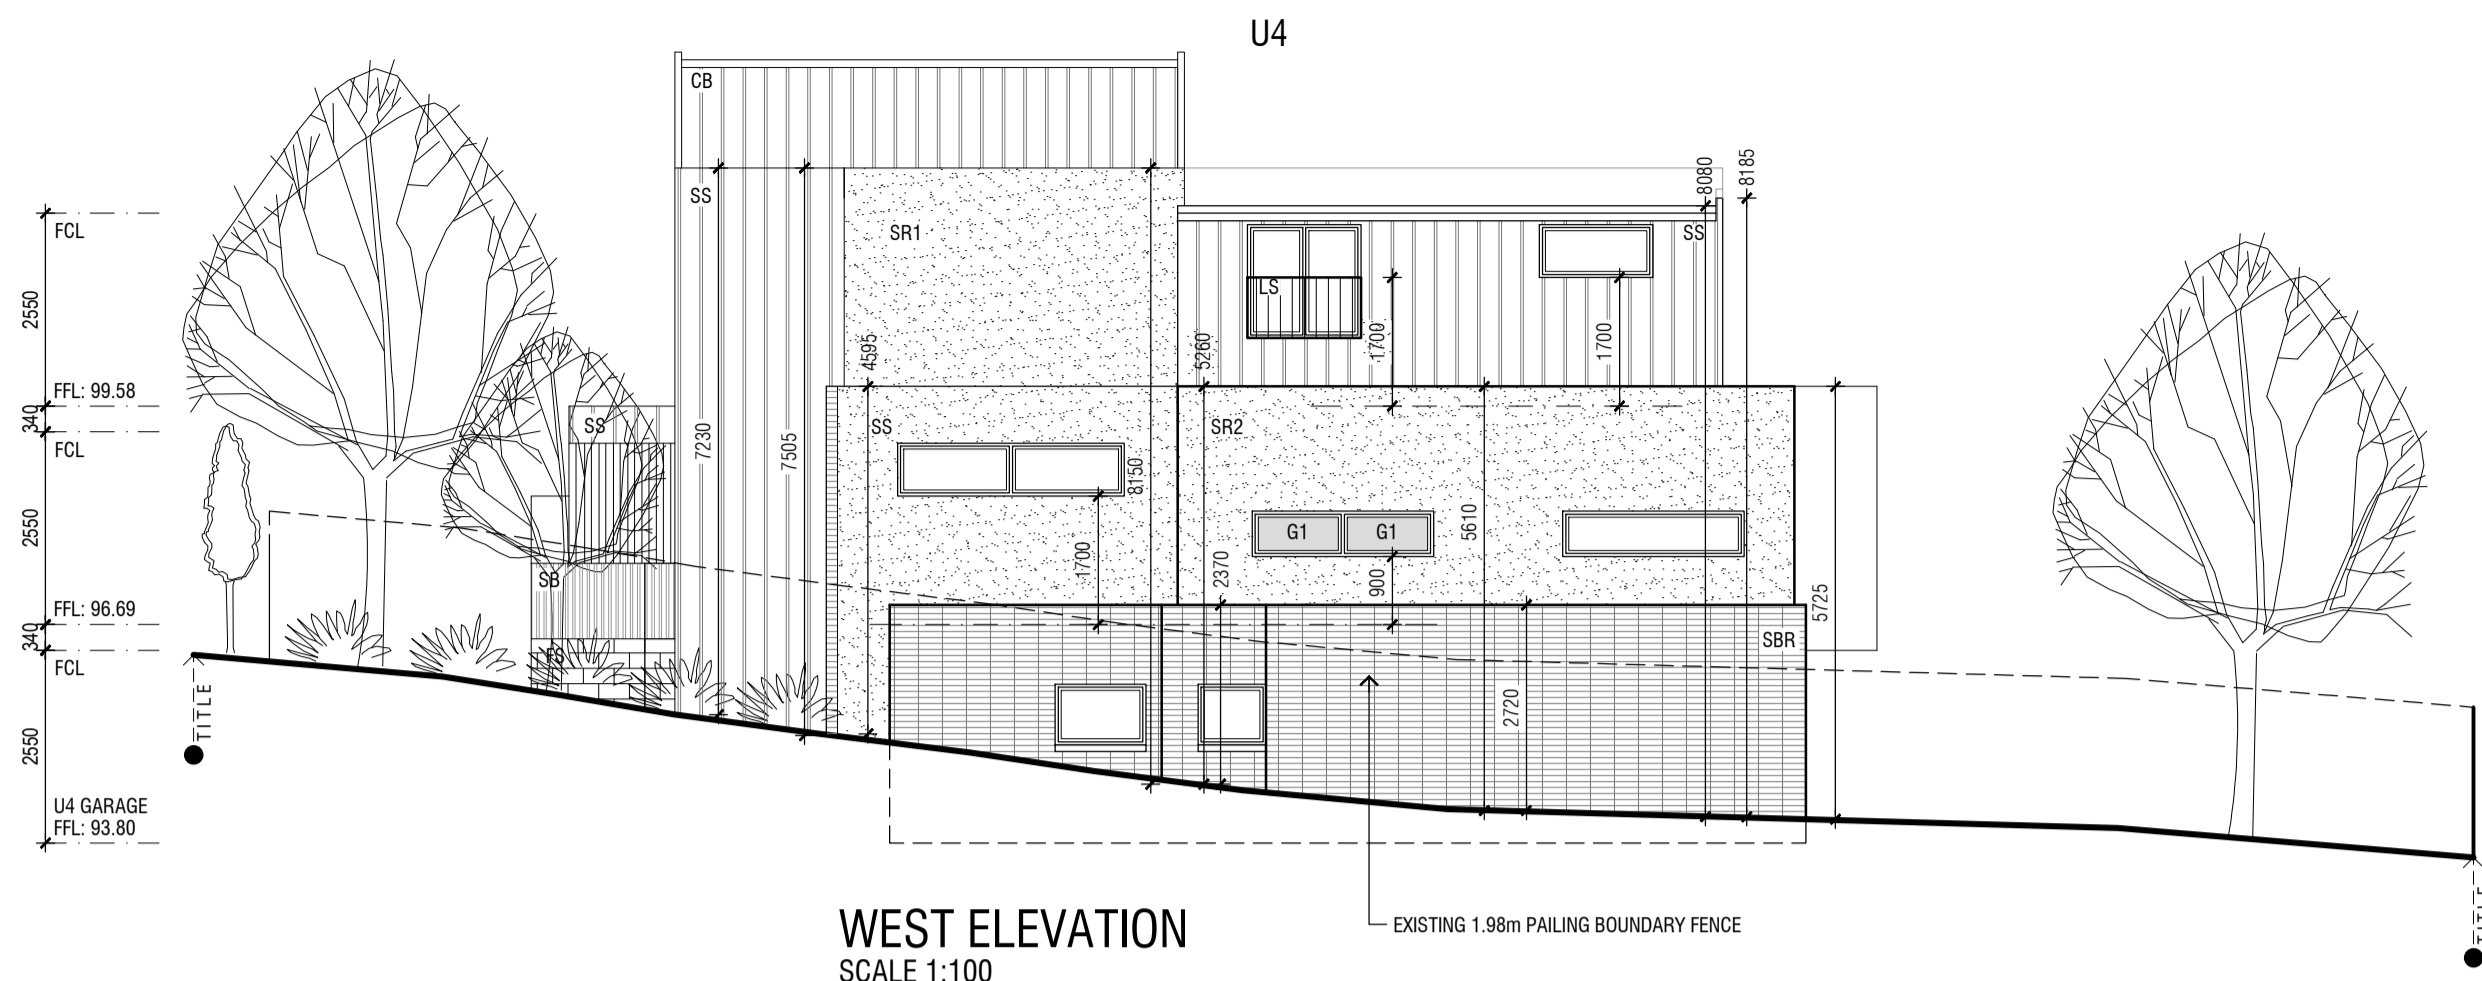 U4
CB
SS
SR1
SS
8080
8185
FCL
2550
LS
1700
1700
4595
5260
FFL: 99.58
340
FCL
SS
SS
SR2
7230
7505
8150
5610
G1
G1
2550
1700
2370
900
SB
FFL: 96.69
340
FCL
FS
5725
SBR
2720
TITLE
2550
U4 GARAGE
FFL: 93.80
WEST ELEVATION
SCALE 1:100
EXISTING 1.98m PAILING BOUNDARY FENCE